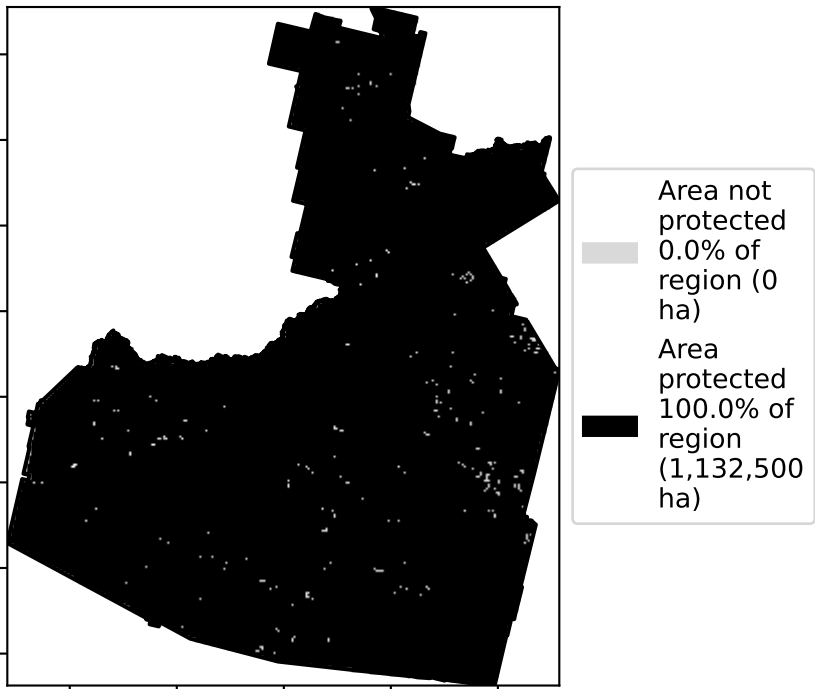 Area not
protected
0.0% of
region (0
ha)
Area
protected
100.0% of
region
(1,132,500
ha)